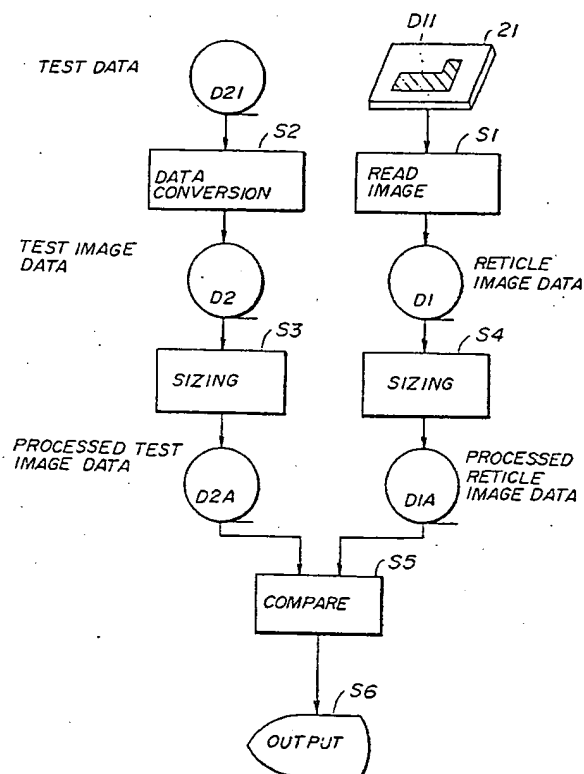 D11
21
TEST DATA
D21
S2
S1
DATA
CONVERSION
READ
IMAGE
TEST IMAGE
DATA
D2
D1
RETICLE
IMAGE DATA
S3
S4
SIZING
SIZING
PROCESSED TEST
IMAGE DATA
D2A
D1A
PROCESSED
RETICLE
IMAGE DATA
S5
COMPARE
S6
OUTPUT